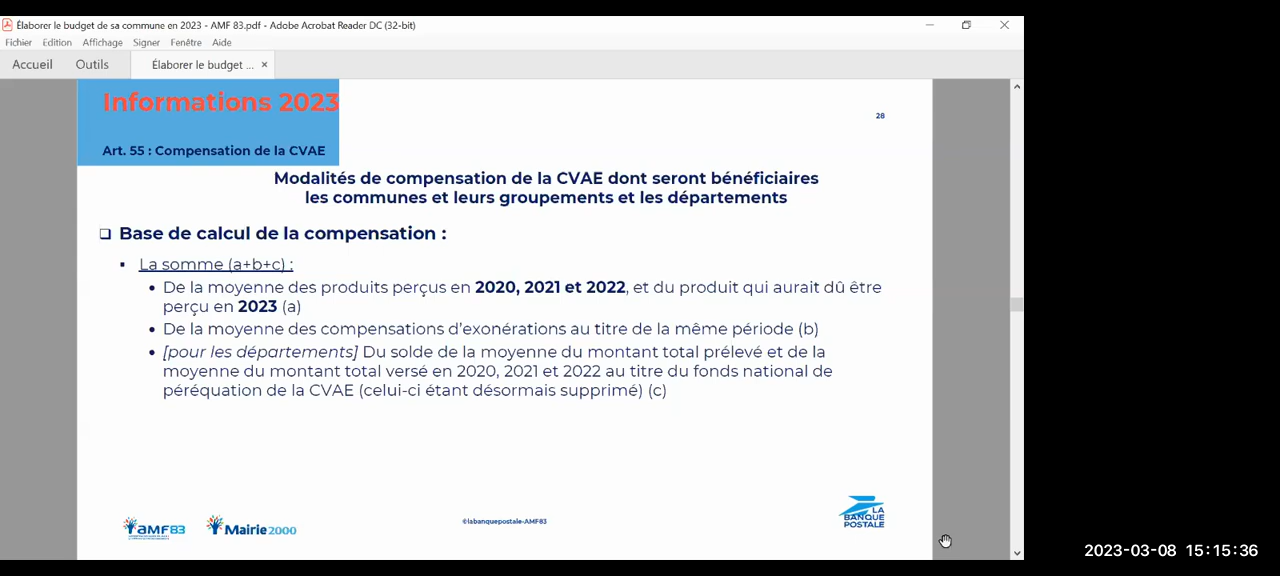 Élaborer le budget de sa commune en 2023 - AMF 83.pdf - Adobe Acrobat Reader DC (32-bit)
Fichier Edition Affichage Signer Fenêtre Aide
Accueil Outils Élaborer le budget ... ×
Informations 2023
28
Art. 55 : Compensation de la CVAE
Modalités de compensation de la CVAE dont seront bénéficiaires
les communes et leurs groupements et les départements
Base de calcul de la compensation :
La somme (a+b+c) :
De la moyenne des produits perçus en 2020, 2021 et 2022, et du produit qui aurait dû être
perçu en 2023 (a)
De la moyenne des compensations d'exonérations au titre de la même période (b)
[pour les départements] Du solde de la moyenne du montant total prélevé et de la
moyenne du montant total versé en 2020, 2021 et 2022 au titre du fonds national de
péréquation de la CVAE (celui-ci étant désormais supprimé) (c)
AMF83
Mairie2000
©labanquepostale-AMF83
LA
BANQUE
POSTALE
2023-03-08 15:15:36